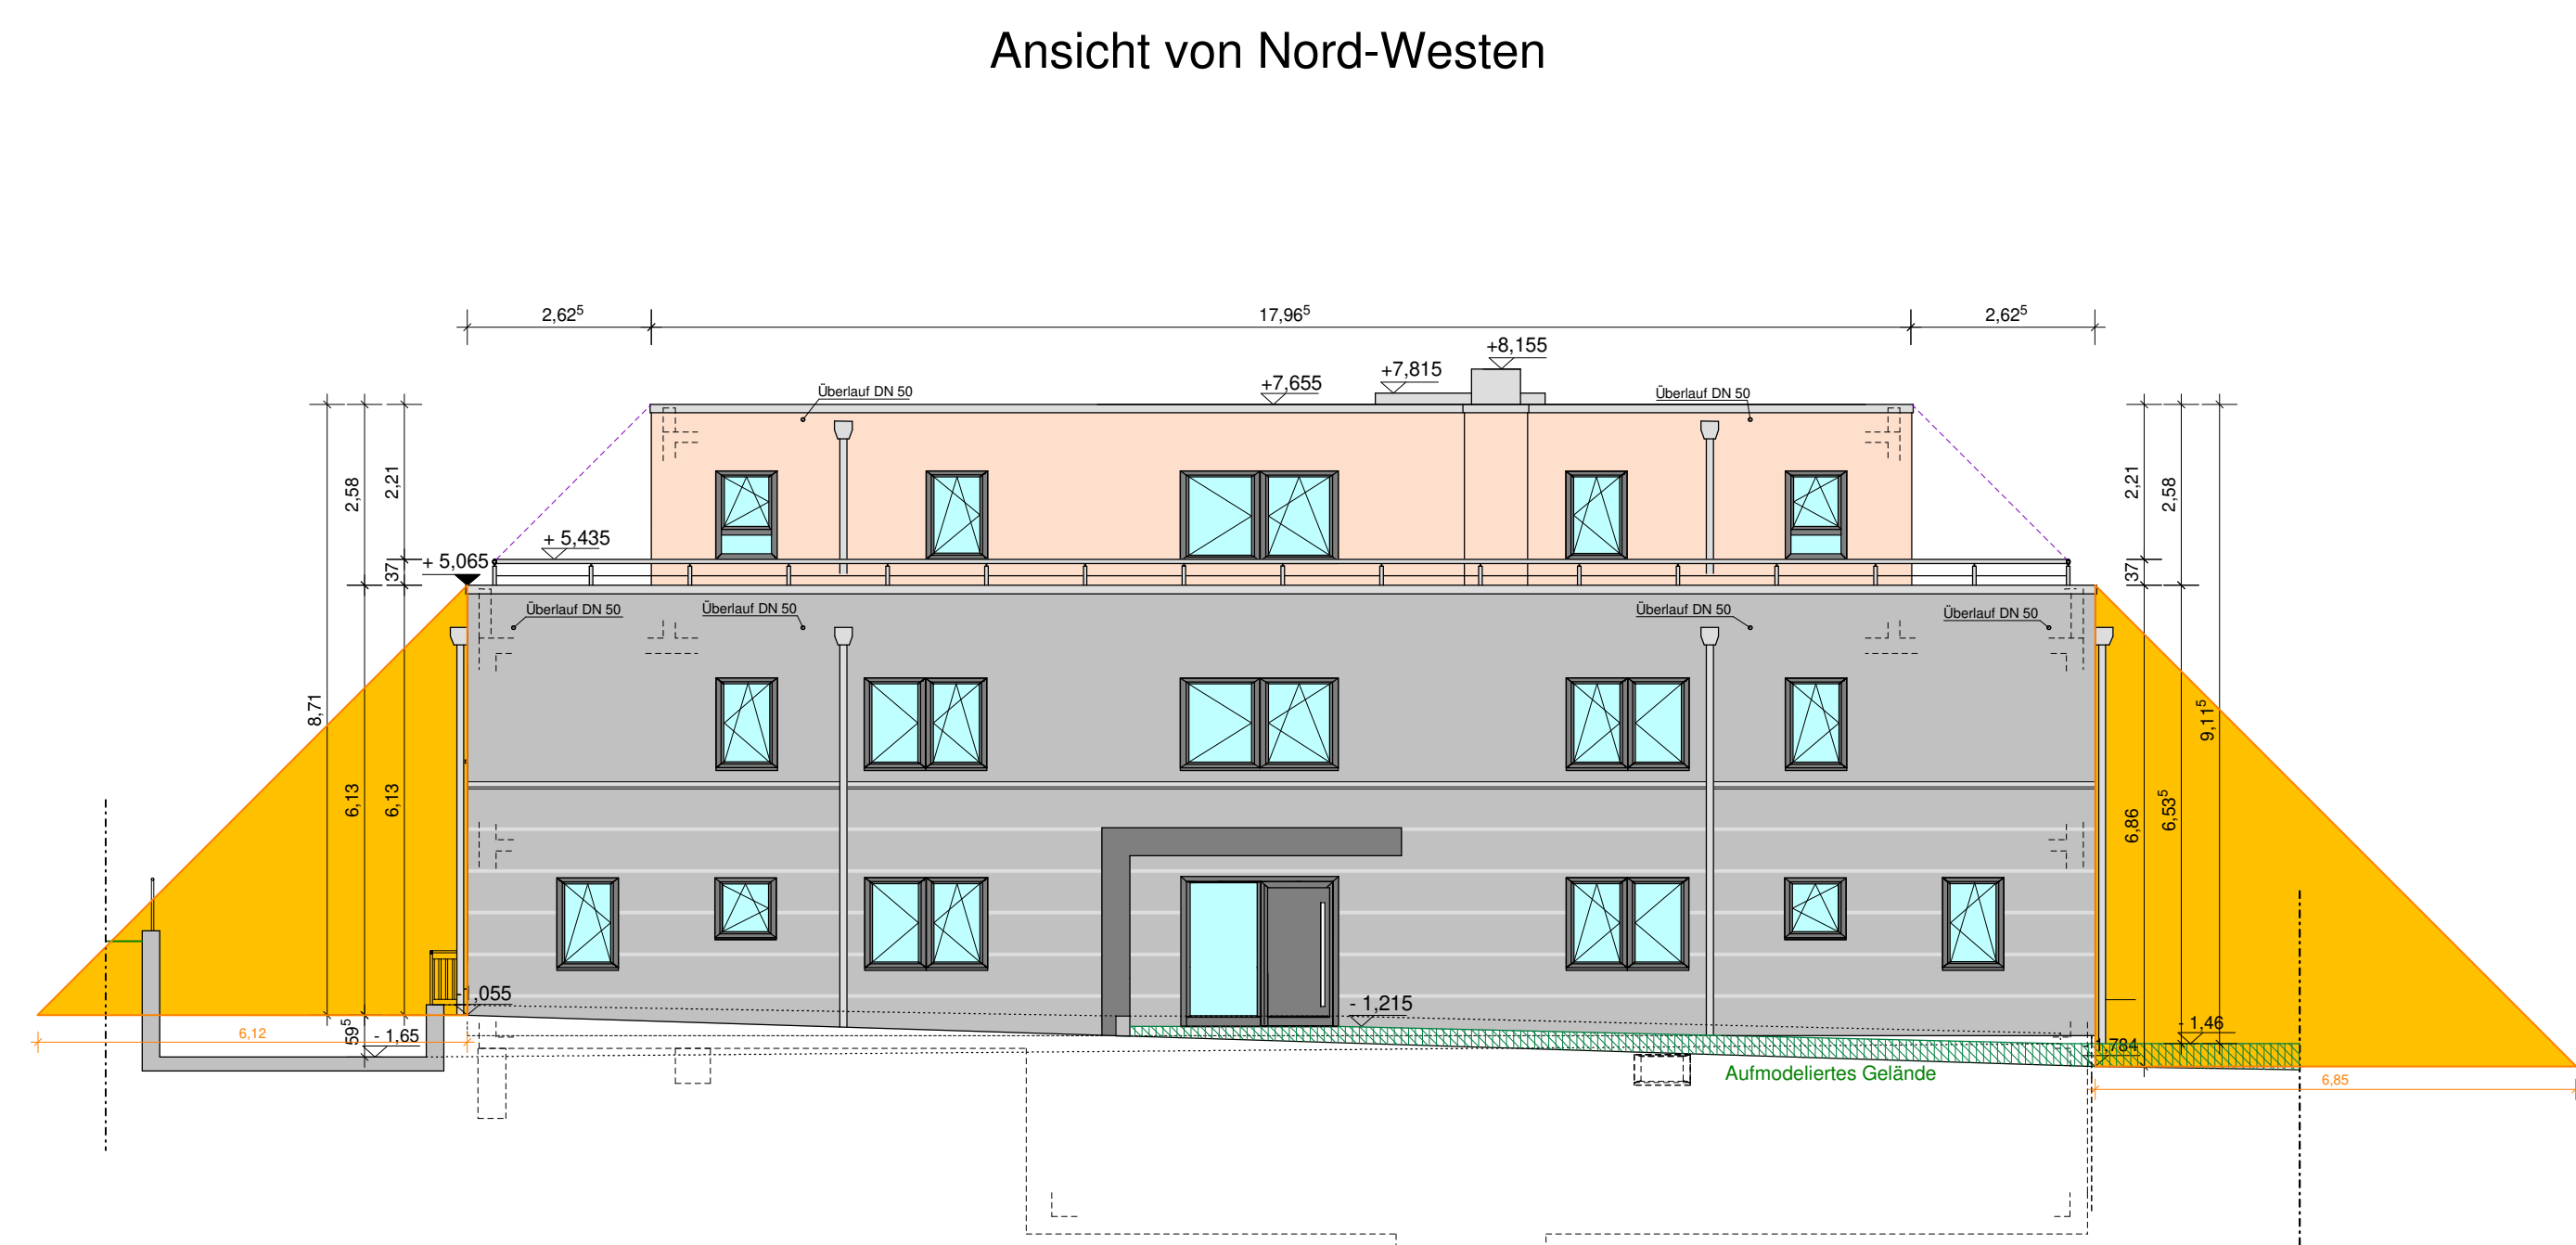 Ansicht von Nord-Westen
2,62⁵ 17,96⁵ 2,62⁵
+8,155
+7,815
+7,655
Überlauf DN 50 Überlauf DN 50
2,58 2,21 2,21 2,58
+ 5,435
+ 5,065
37 37
Überlauf DN 50 Überlauf DN 50 Überlauf DN 50 Überlauf DN 50
8,71 9,11⁵
6,13 6,13 6,86 6,53⁵
-1,055
- 1,215
59⁵ - 1,65
- 1,46
6,12
1,784
Aufmodeliertes Gelände
6,85